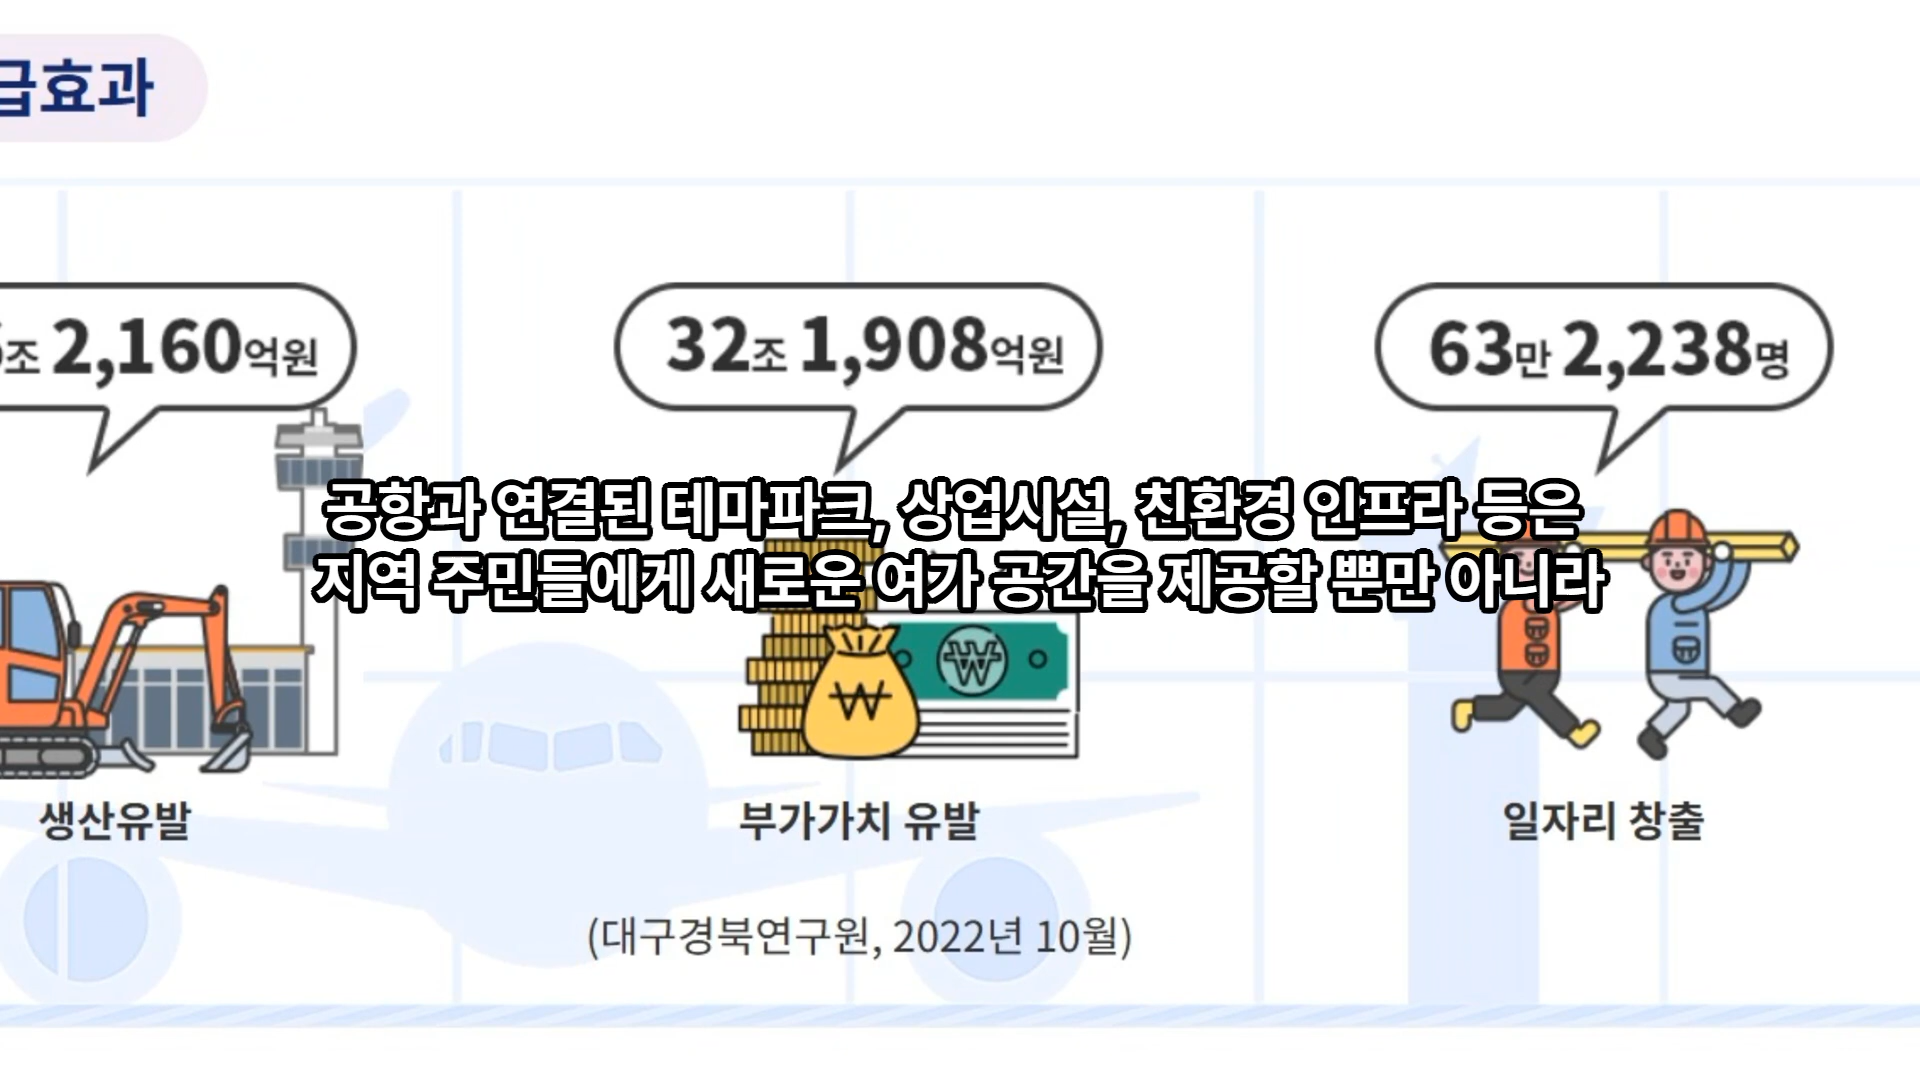 급효과
조 2,160억원
32조 1,908억원
63만 2,238명
공항과 연결된 테마파크, 상업시설, 친환경 인프라 등은
지역 주민들에게 새로운 여가 공간을 제공할 뿐만 아니라
생산유발
부가가치 유발
일자리 창출
(대구경북연구원, 2022년 10월)